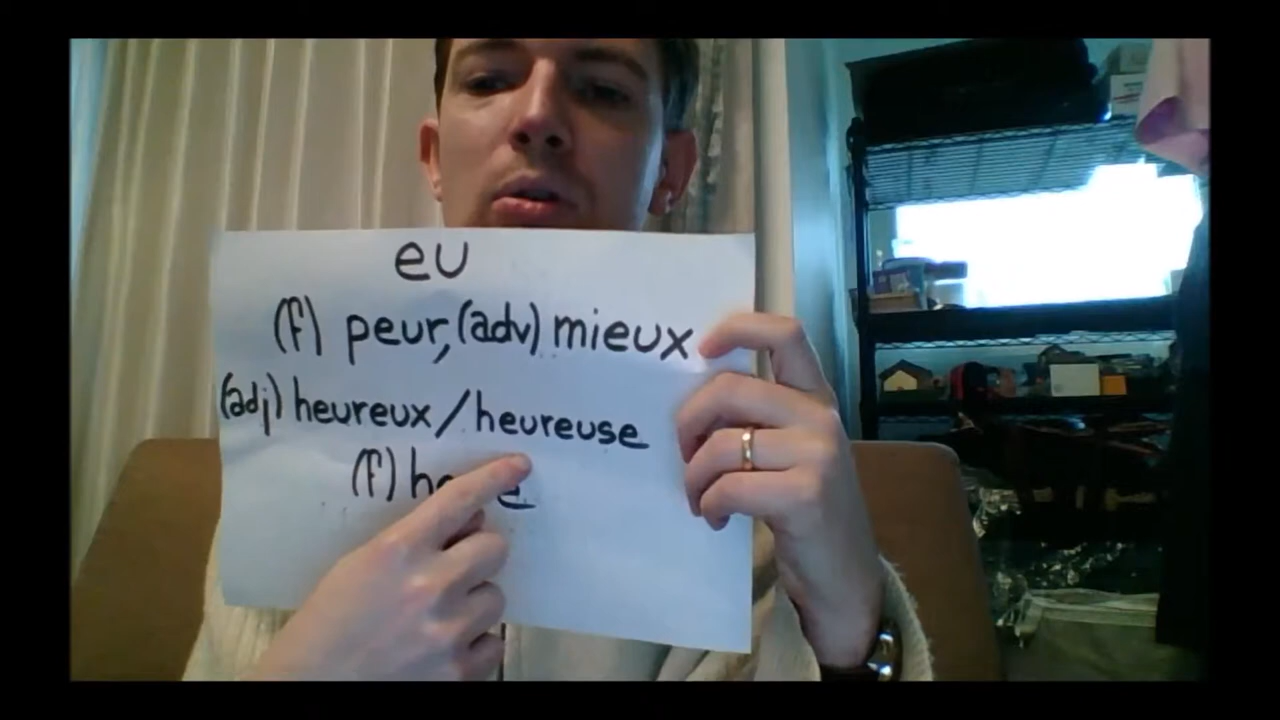 eu
(f) peur, (adv) mieux
(adj) heureux / heureuse
(f)